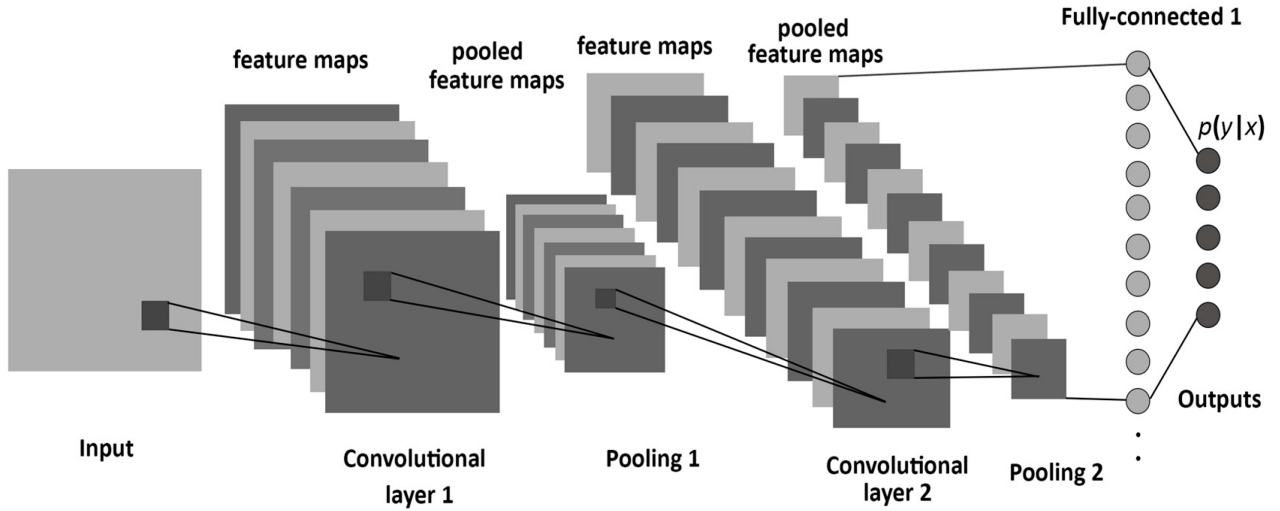 feature maps
pooled
feature maps
feature maps
pooled
feature maps
Fully-connected 1
p(y|x)
Input
Convolutional
layer 1
Pooling 1
Convolutional
layer 2
Pooling 2
Outputs